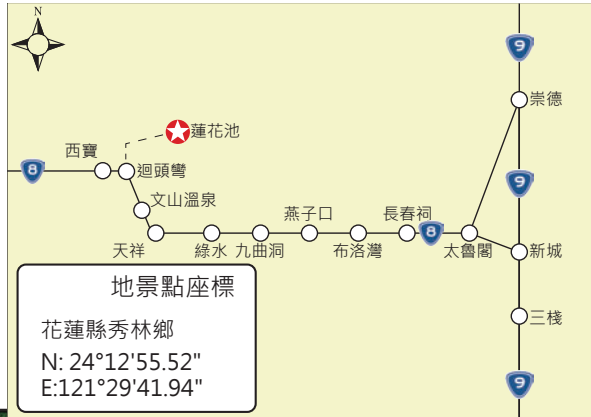 N
9
崇德
蓮花池
西寶
8
迴頭彎
9
文山溫泉
燕子口
長春祠
8
天祥
綠水
九曲洞
布洛灣
太魯閣
新城
地景點座標
花蓮縣秀林鄉
N: 24°12'55.52"
E:121°29'41.94"
三棧
9